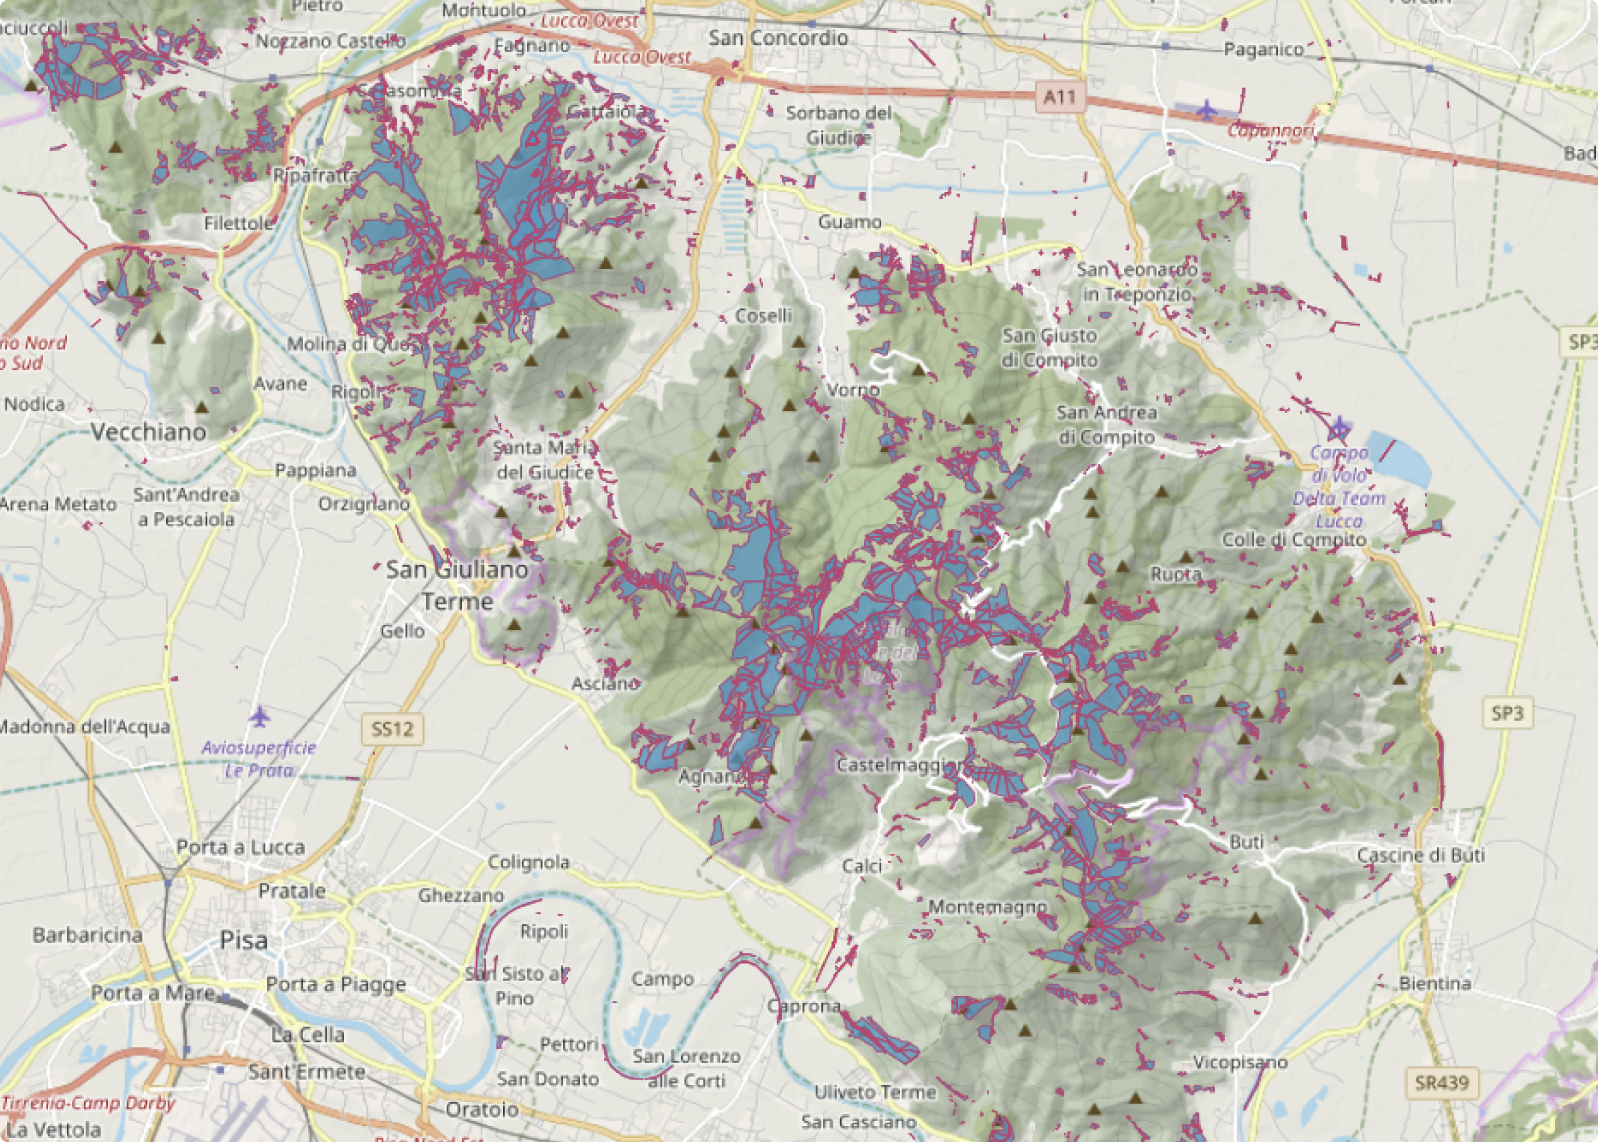 Pietro
Montuolo
Lucca Ovest
Nozzano Castello
Fagnano
San Concordio
Paganico
Lucca Ovest
A11
Sorbano del
Giudice
Gattaiola
Capannori
Bad
Ripafratta
Filettole
Guamo
San Leonardo
in Treponzio
Coselli
San Giusto
di Compito
SP3
Nord
o Sud
Molina di Quosa
Avane
Rigoli
Vorno
Nodica
Vecchiano
San Andrea
di Compito
Santa Maria
del Giudice
Pappiana
Campo
di volo
Delta Team
Lucca
Arena Metato
Sant'Andrea
a Pescaiola
Orzignano
Colle di Compito
San Giuliano
Terme
Ruota
Gello
Asciano
Madonna dell'Acqua
SS12
SP3
Aviosuperficie
Le Prata
Agnano
Castelmaggiore
Porta a Lucca
Colignola
Buti
Cascine di Buti
Calci
Pratale
Ghezzano
Montemagno
Barbaricina
Pisa
Ripoli
San Sisto al
Pino
Campo
Porta a Mare
Porta a Piagge
Caprona
Bientina
La Cella
Pettori
San Lorenzo
alle Corti
Vicopisano
Sant'Ermete
San Donato
SR439
Uliveto Terme
Tirrenia-Camp Darby
Oratoio
San Casciano
La Vettola